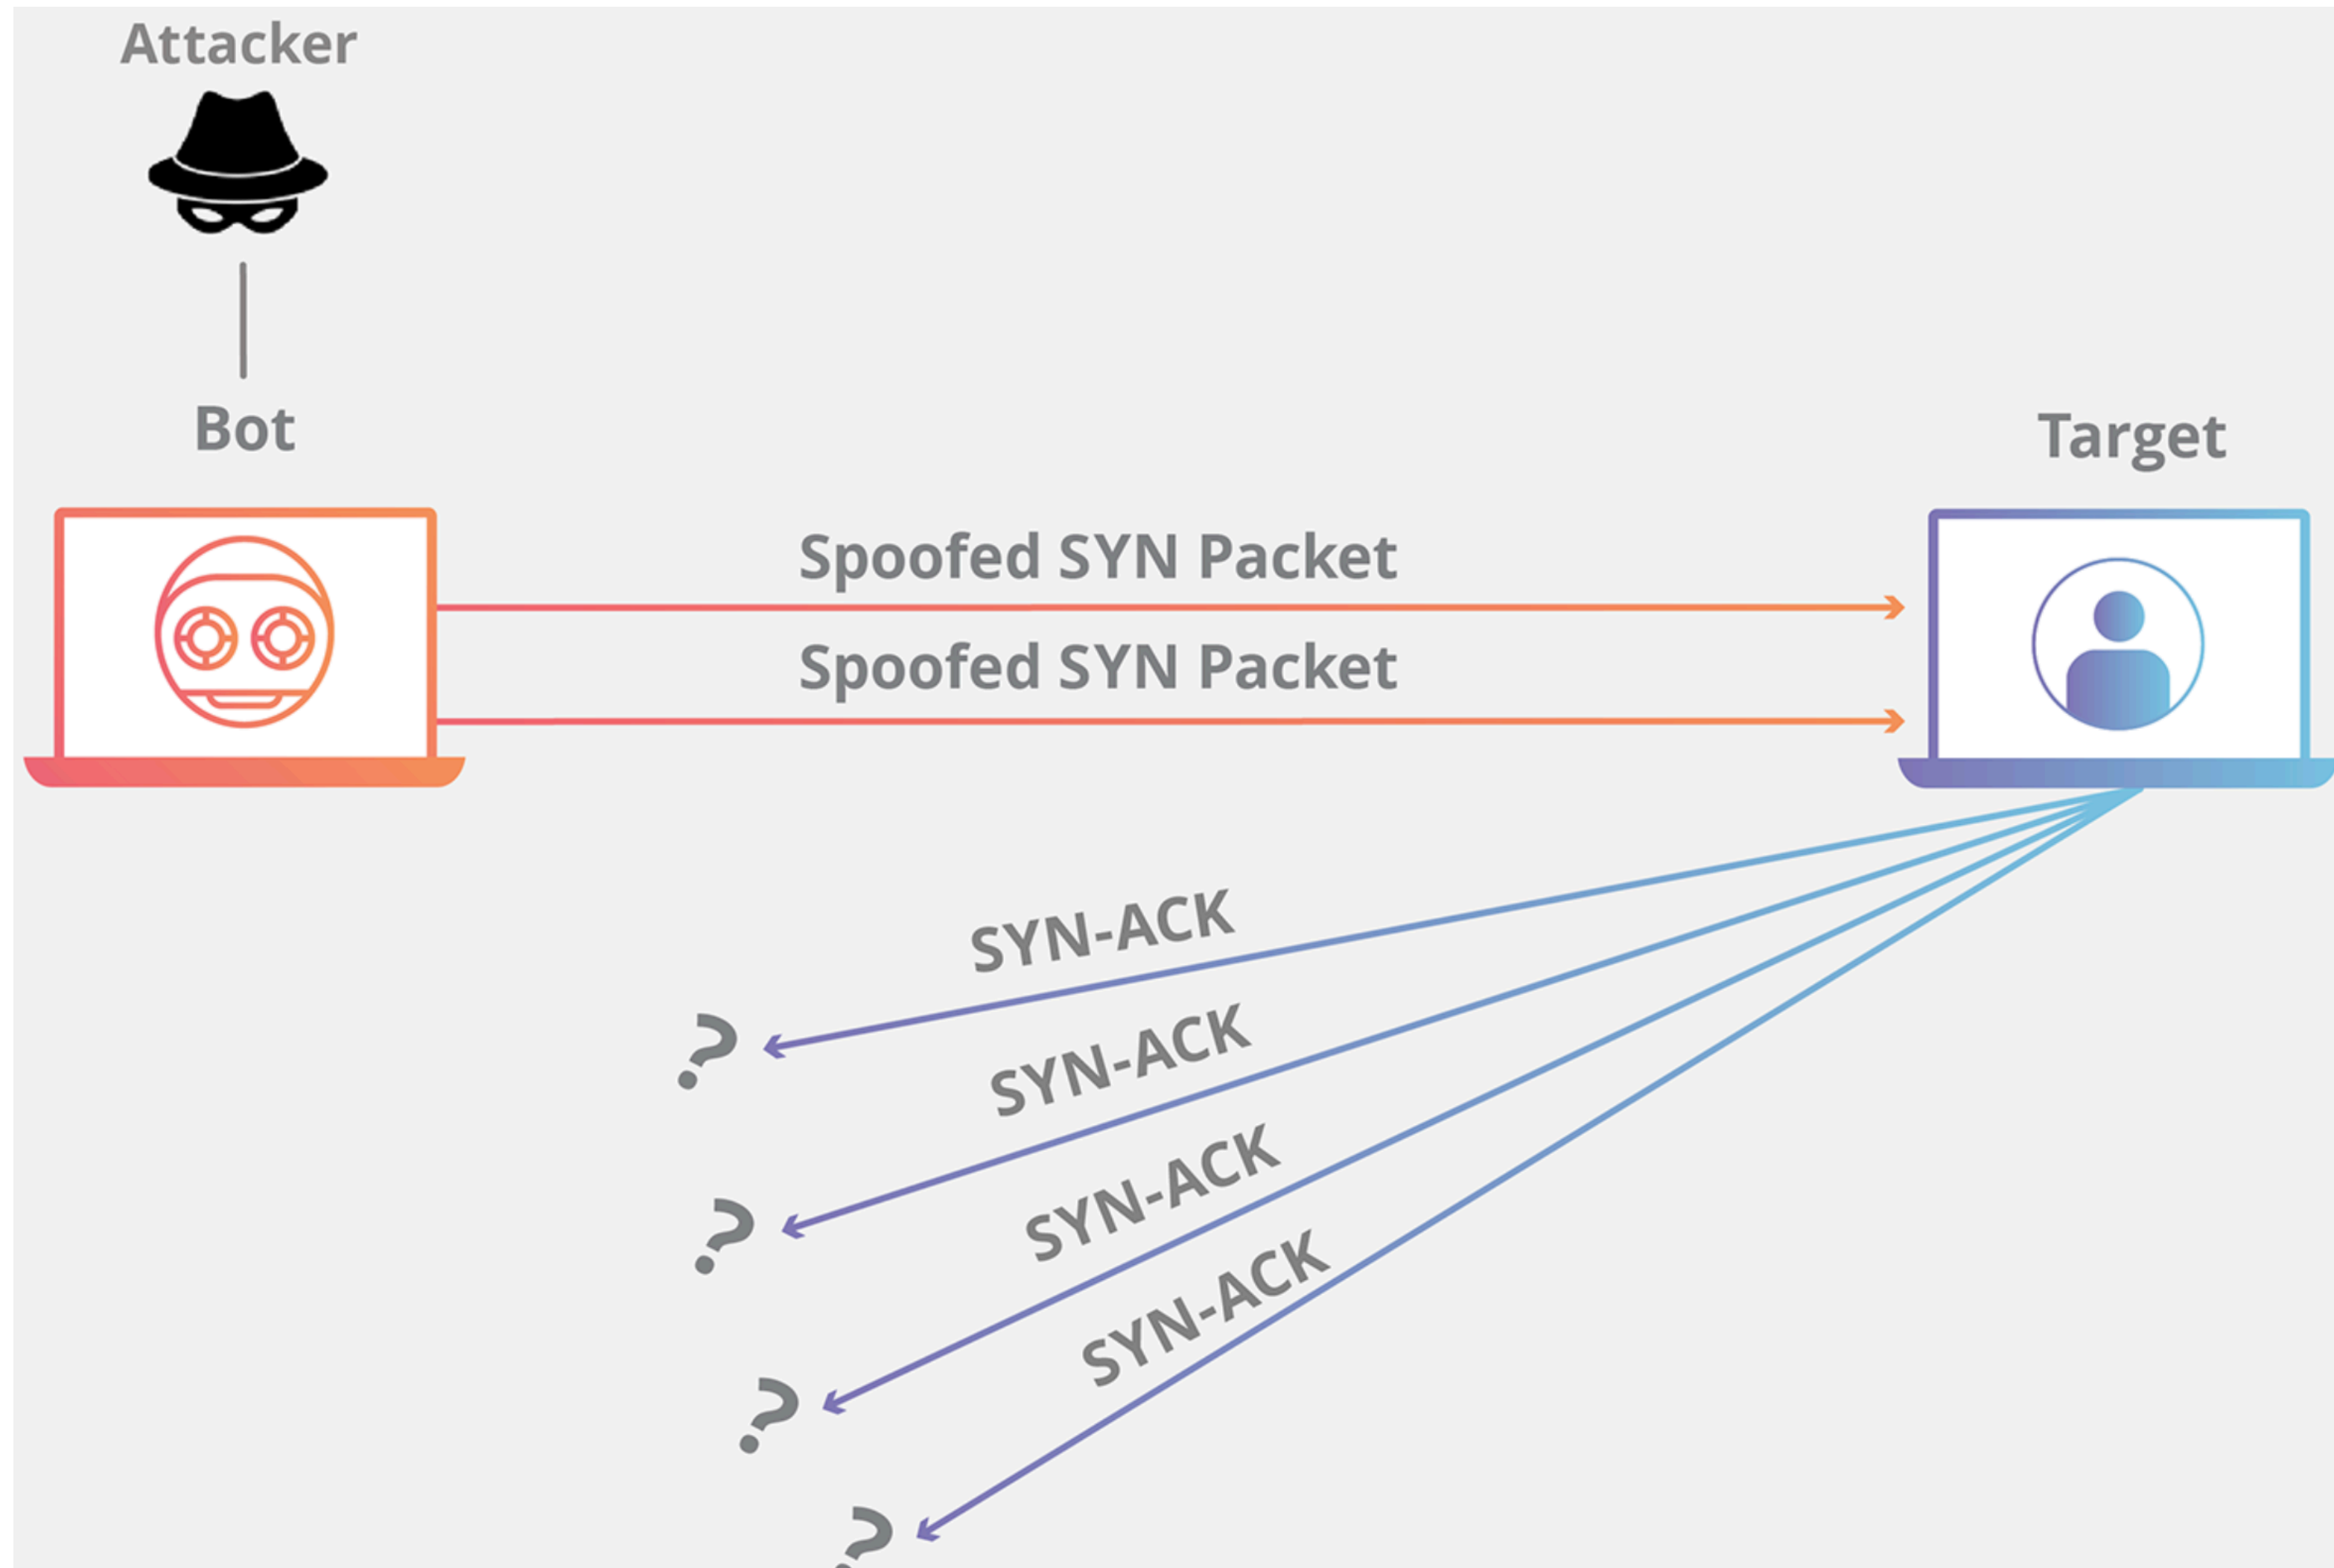 Attacker
Bot
Target
Spoofed SYN Packet
Spoofed SYN Packet
SYN-ACK
?
SYN-ACK
?
SYN-ACK
?
SYN-ACK
?